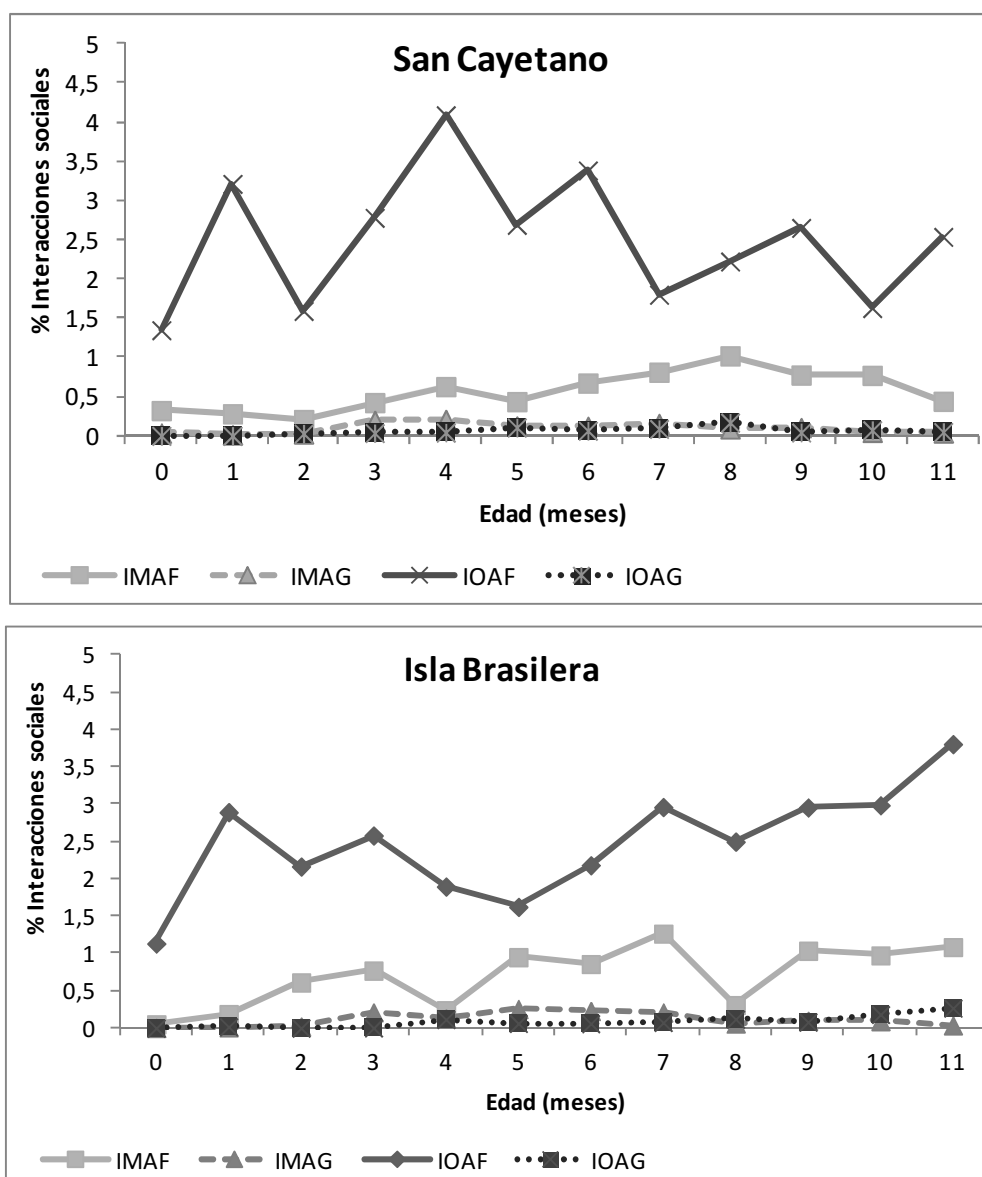 San Cayetano
% Interacciones sociales
5
4,5
4
3,5
3
2,5
2
1,5
1
0,5
0
0 1 2 3 4 5 6 7 8 9 10 11
Edad (meses)
IMAF IMAG IOAF IOAG
Isla Brasilera
% Interacciones sociales
5
4,5
4
3,5
3
2,5
2
1,5
1
0,5
0
0 1 2 3 4 5 6 7 8 9 10 11
Edad (meses)
IMAF IMAG IOAF IOAG